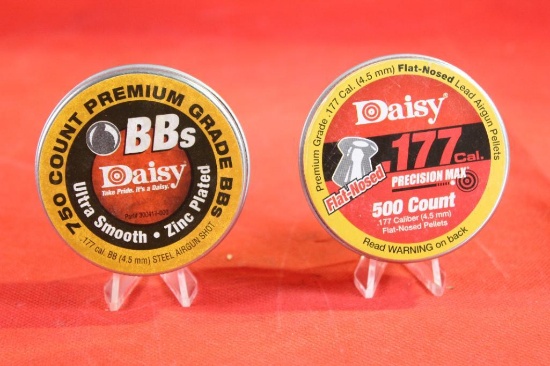 750 COUNT PREMIUM GRADE BBS
BBs
Daisy
Take Pride. It's a Daisy.
Ultra Smooth • Zinc Plated
.177 cal. BB (4.5 mm) STEEL AIRGUN SHOT
Premium Grade .177 Cal. (4.5 mm) Flat-Nosed Lead Airgun Pellets
Daisy
.177 Cal.
PRECISION MAX
Flat-Nosed
500 Count
.177 Caliber (4.5 mm)
Flat-Nosed Pellets
Read WARNING on back